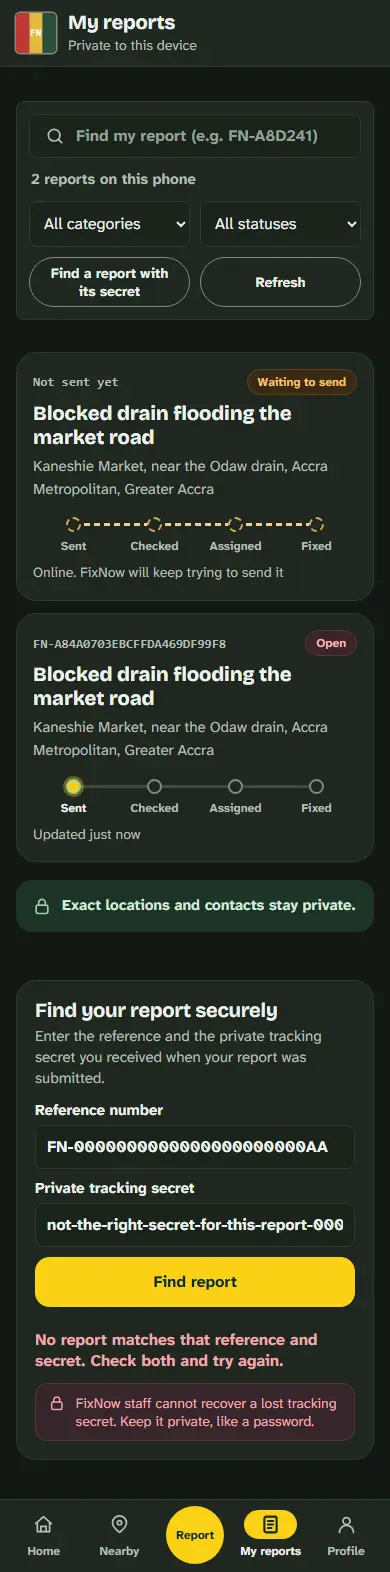 FN
My reports
Private to this device
Find my report (e.g. FN-A8D241)
2 reports on this phone
All categories
All statuses
Find a report with
its secret
Refresh
Not sent yet
Waiting to send
Blocked drain flooding the
market road
Kaneshie Market, near the Odaw drain, Accra
Metropolitan, Greater Accra
Sent
Checked
Assigned
Fixed
Online. FixNow will keep trying to send it
FN-A84A0703EBCFFDA469DF99F8
Open
Blocked drain flooding the
market road
Kaneshie Market, near the Odaw drain, Accra
Metropolitan, Greater Accra
Sent
Checked
Assigned
Fixed
Updated just now
Exact locations and contacts stay private.
Find your report securely
Enter the reference and the private tracking
secret you received when your report was
submitted.
Reference number
FN-0000000000000000000000AA
Private tracking secret
not-the-right-secret-for-this-report-000
Find report
No report matches that reference and
secret. Check both and try again.
FixNow staff cannot recover a lost tracking
secret. Keep it private, like a password.
Home
Nearby
Report
My reports
Profile